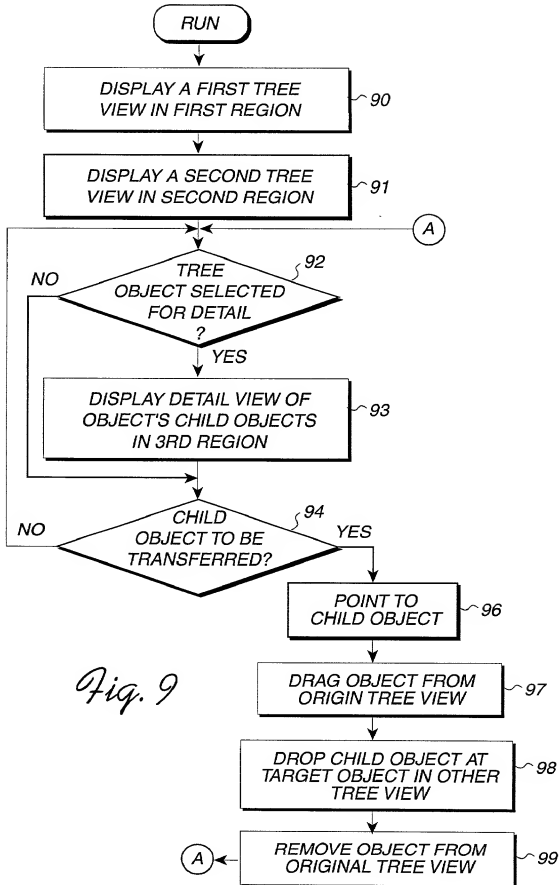 RUN
DISPLAY A FIRST TREE
VIEW IN FIRST REGION
90
DISPLAY A SECOND TREE
VIEW IN SECOND REGION
91
A
92
NO
TREE
OBJECT SELECTED
FOR DETAIL
?
YES
DISPLAY DETAIL VIEW OF
OBJECT'S CHILD OBJECTS
IN 3RD REGION
93
94
NO
CHILD
OBJECT TO BE
TRANSFERRED?
YES
POINT TO
CHILD OBJECT
96
Fig. 9
DRAG OBJECT FROM
ORIGIN TREE VIEW
97
DROP CHILD OBJECT AT
TARGET OBJECT IN OTHER
TREE VIEW
98
A
REMOVE OBJECT FROM
ORIGINAL TREE VIEW
99